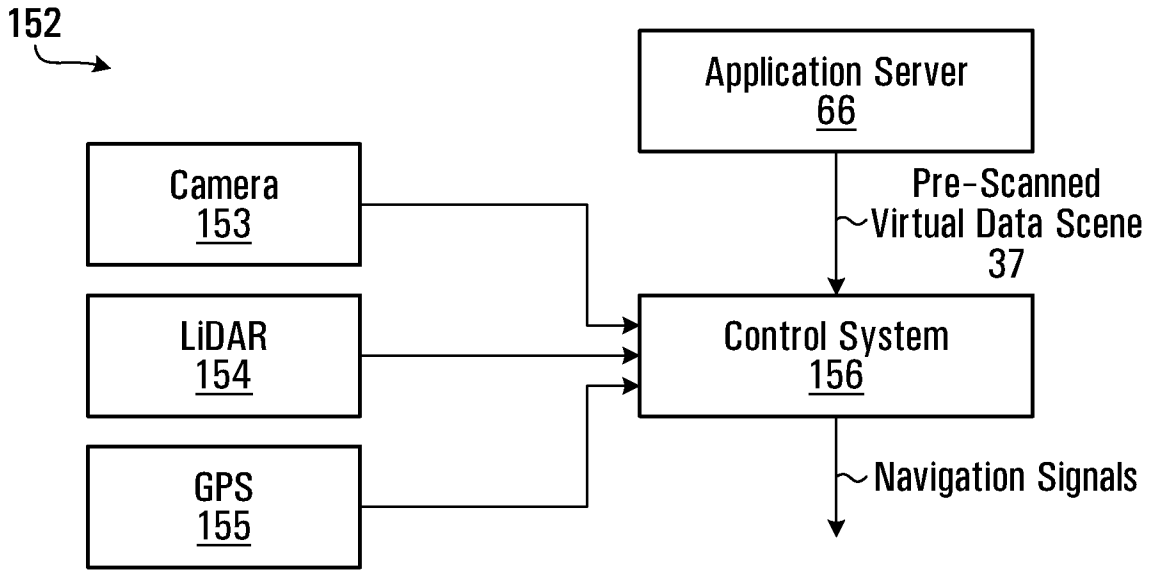 152
Application Server
66
Camera
153
Pre-Scanned
Virtual Data Scene
37
LiDAR
154
Control System
156
GPS
155
Navigation Signals